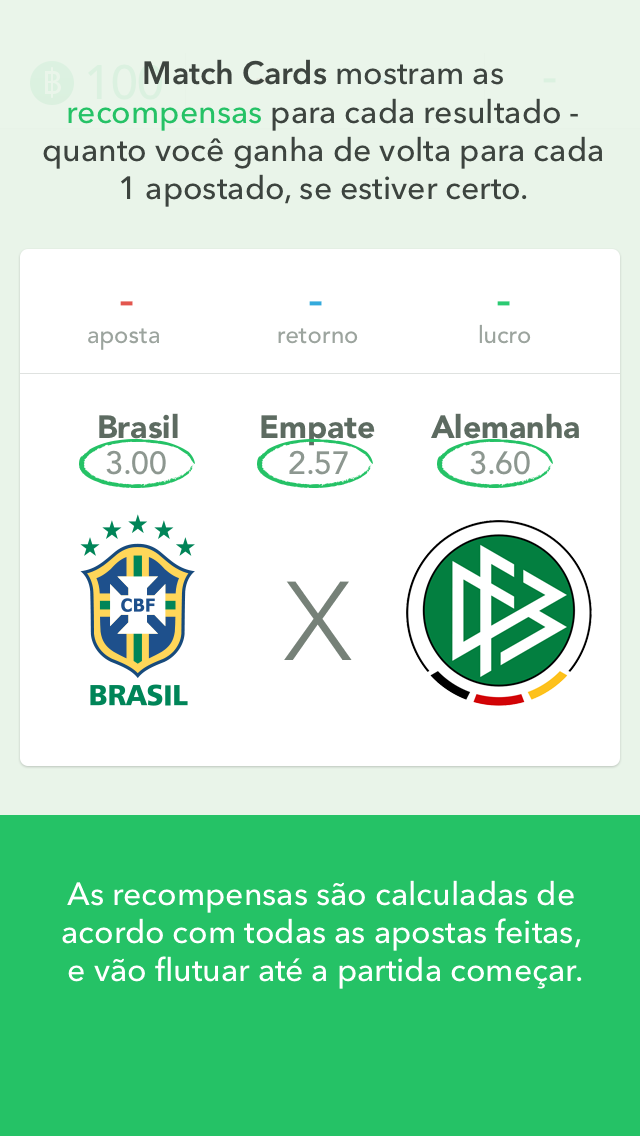 100
Match Cards mostram as
recompensas para cada resultado -
quanto você ganha de volta para cada
1 apostado, se estiver certo.
- - -
aposta retorno lucro
Brasil Empate Alemanha
3.00 2.57 3.60
CBF
X
DFB
BRASIL
As recompensas são calculadas de
acordo com todas as apostas feitas,
e vão flutuar até a partida começar.